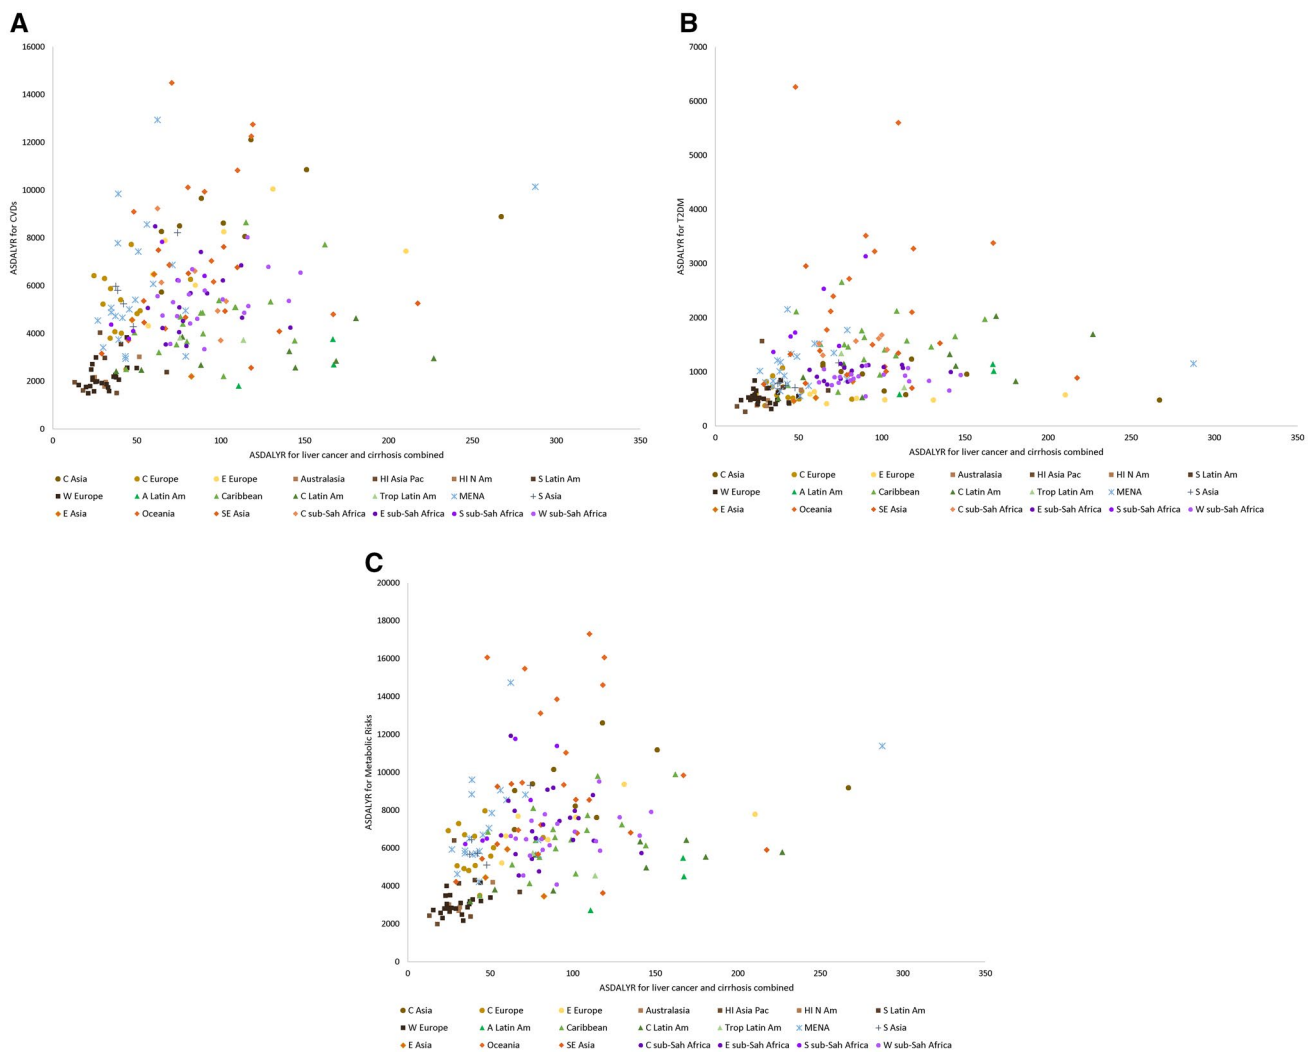 A
16000
14000
12000
10000
8000
6000
4000
2000
0
ASDALYR for CVDs
0 50 100 150 200 250 300 350
ASDALYR for liver cancer and cirrhosis combined
C Asia C Europe E Europe Australasia HI Asia Pac HI N Am S Latin Am
W Europe A Latin Am Caribbean C Latin Am Trop Latin Am MENA S Asia
E Asia Oceania SE Asia C sub-Sah Africa E sub-Sah Africa S sub-Sah Africa W sub-Sah Africa
B
7000
6000
5000
4000
3000
2000
1000
0
ASDALYR for T2DM
0 50 100 150 200 250 300 350
ASDALYR for liver cancer and cirrhosis combined
C Asia C Europe E Europe Australasia HI Asia Pac HI N Am S Latin Am
W Europe A Latin Am Caribbean C Latin Am Trop Latin Am MENA S Asia
E Asia Oceania SE Asia C sub-Sah Africa E sub-Sah Africa S sub-Sah Africa W sub-Sah Africa
C
20000
18000
16000
14000
12000
10000
8000
6000
4000
2000
0
ASDALYR for Metabolic Risks
0 50 100 150 200 250 300 350
ASDALYR for liver cancer and cirrhosis combined
C Asia C Europe E Europe Australasia HI Asia Pac HI N Am S Latin Am
W Europe A Latin Am Caribbean C Latin Am Trop Latin Am MENA S Asia
E Asia Oceania SE Asia C sub-Sah Africa E sub-Sah Africa S sub-Sah Africa W sub-Sah Africa